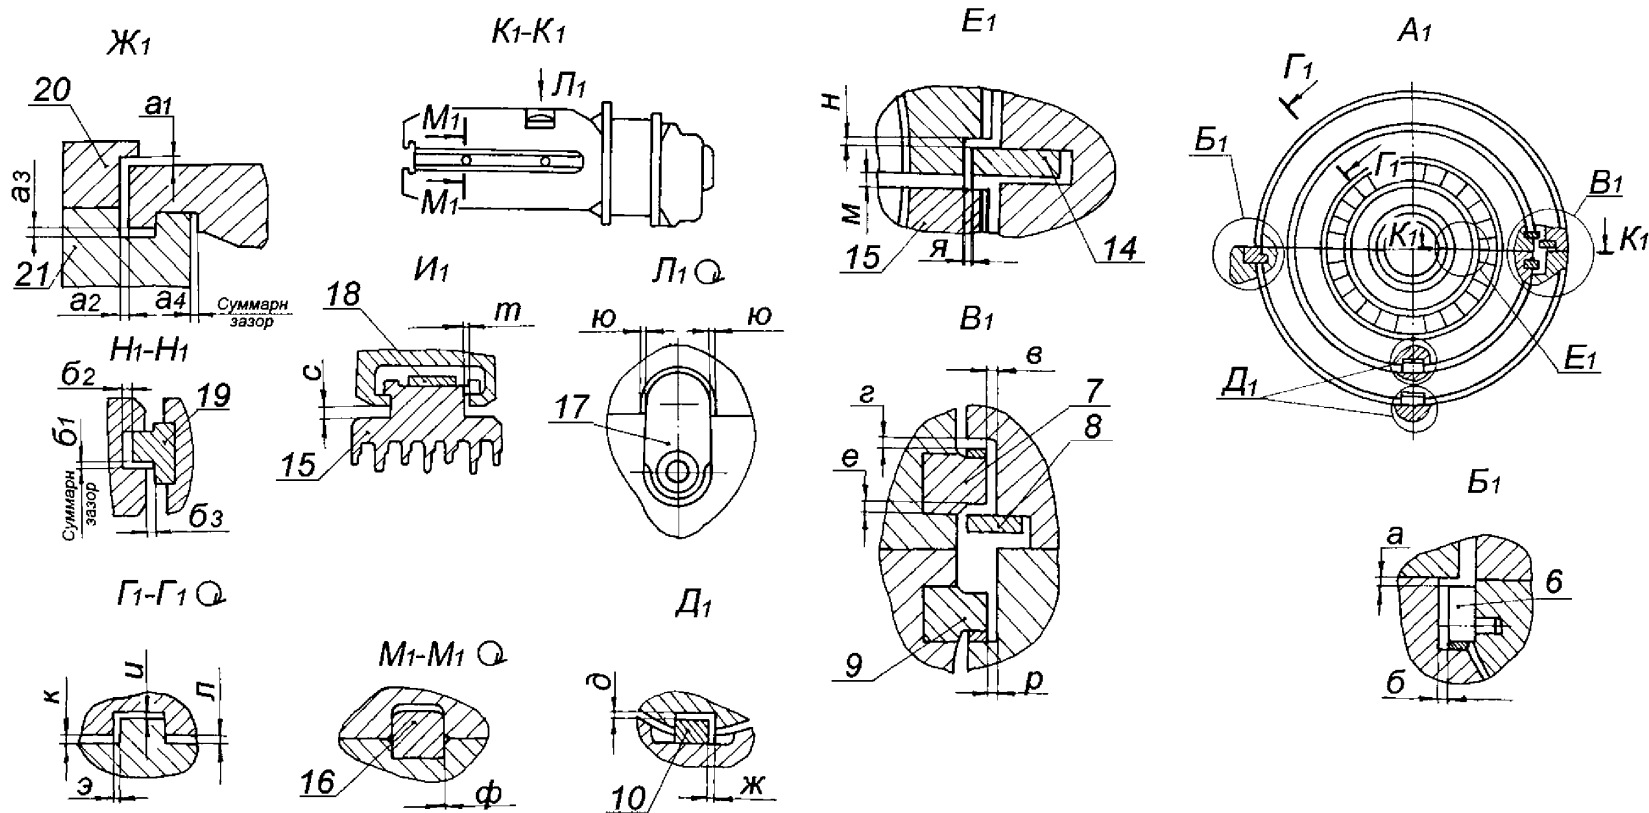 Ж1
20
а1
а3
21
а2
а4
Суммарн
зазор
К1-К1
Л1
М1
М1
Е1
н
м
15
я
14
А1
Г1
Г1
Б1
В1
К1
К1
Д1
Е1
Н1-Н1
б2
б1
19
Суммарн
зазор
б3
И1
18
т
с
15
Л1
ю
ю
17
В1
в
г
7
8
е
9
р
Б1
а
6
б
Г1-Г1
и
к
л
э
М1-М1
16
ф
Д1
д
10
ж